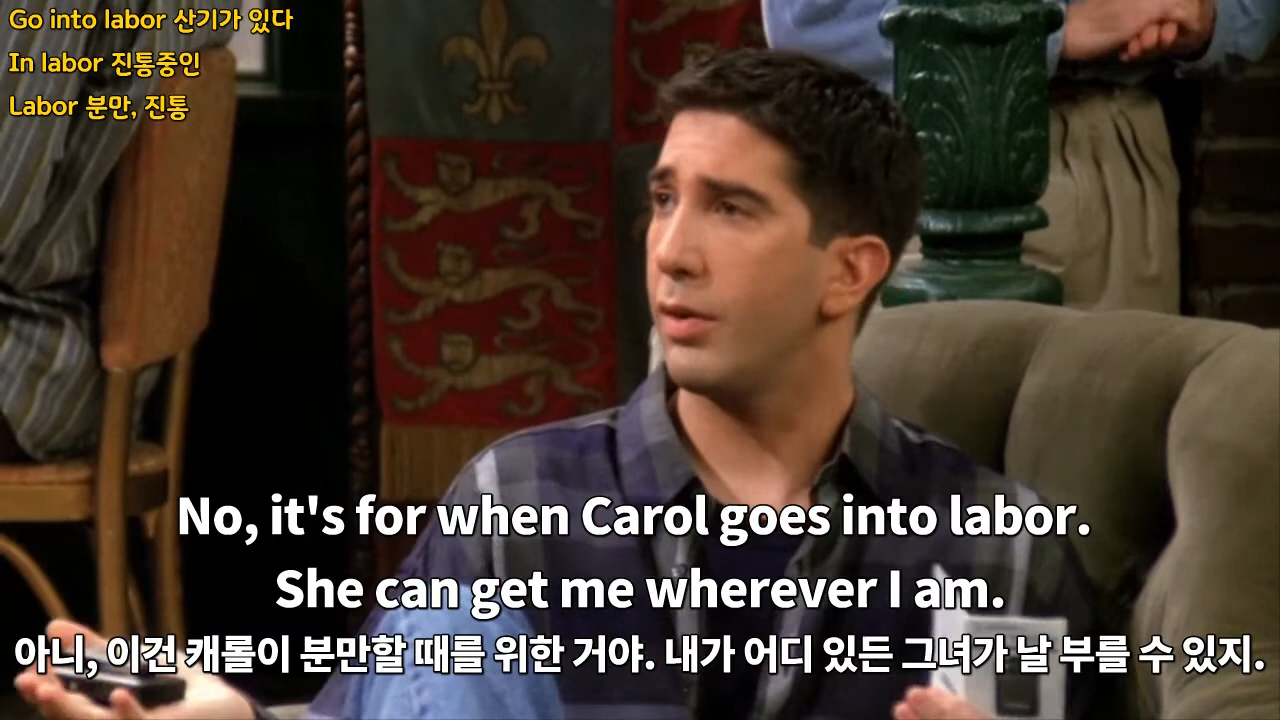 Go into labor 산기가 있다
In labor 진통중인
Labor 분만, 진통
No, it's for when Carol goes into labor.
She can get me wherever I am.
아니, 이건 캐롤이 분만할 때를 위한 거야. 내가 어디 있든 그녀가 날 부를 수 있지.